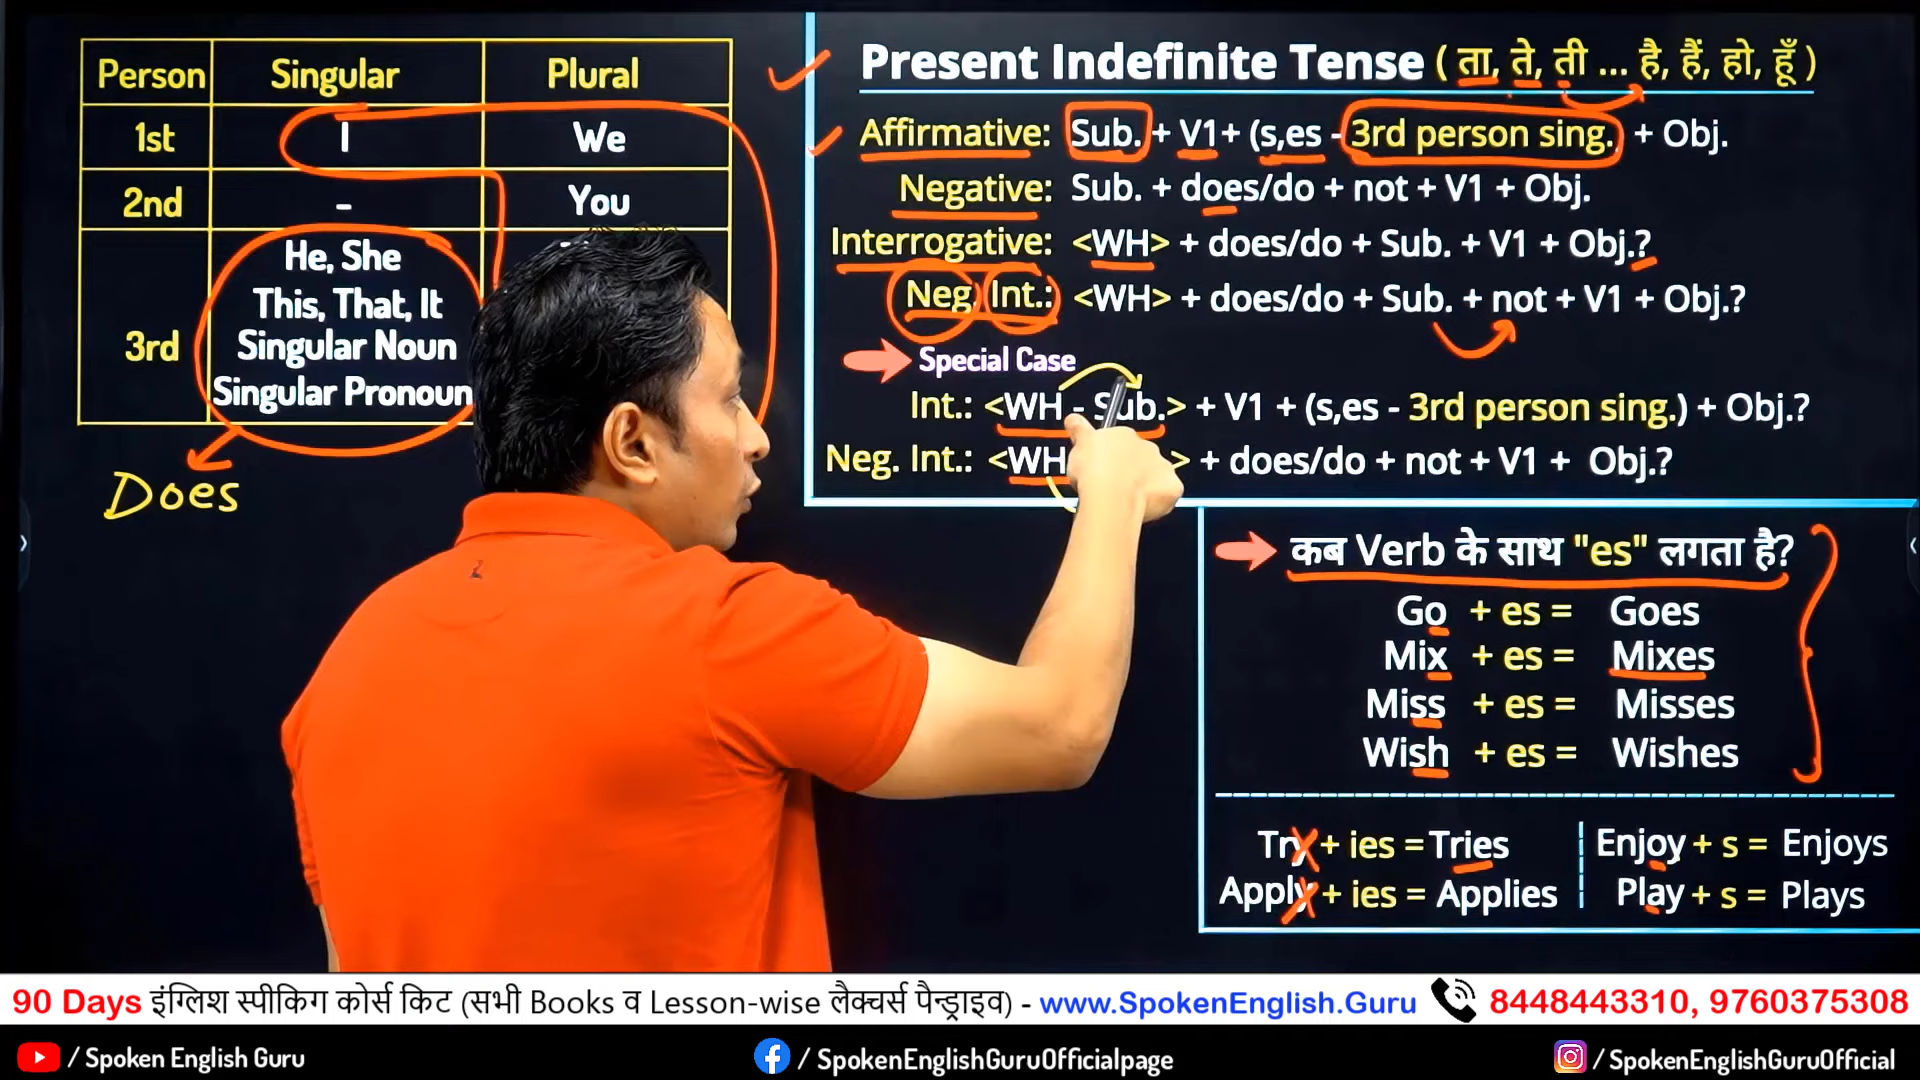 Person Singular Plural
1st I We
2nd - You
3rd He, She
This, That, It
Singular Noun
Singular Pronoun
Does
Present Indefinite Tense ( ता, ते, ती ... है, हैं, हो, हूँ )
Affirmative: Sub. + V1+ (s,es - 3rd person sing.) + Obj.
Negative: Sub. + does/do + not + V1 + Obj.
Interrogative: <WH> + does/do + Sub. + V1 + Obj.?
Neg. Int.: <WH> + does/do + Sub. + not + V1 + Obj.?
Special Case
Int.: <WH - Sub.> + V1 + (s,es - 3rd person sing.) + Obj.?
Neg. Int.: <WH > + does/do + not + V1 + Obj.?
कब Verb के साथ "es" लगता है?
Go + es = Goes
Mix + es = Mixes
Miss + es = Misses
Wish + es = Wishes
Try + ies = Tries
Apply + ies = Applies
Enjoy + s = Enjoys
Play + s = Plays
90 Days इंग्लिश स्पीकिग कोर्स किट (सभी Books व Lesson-wise लैक्चर्स पैन्ड्राइव) - www.SpokenEnglish.Guru 8448443310, 9760375308
/ Spoken English Guru
/ SpokenEnglishGuruOfficialpage
/ SpokenEnglishGuruOfficial